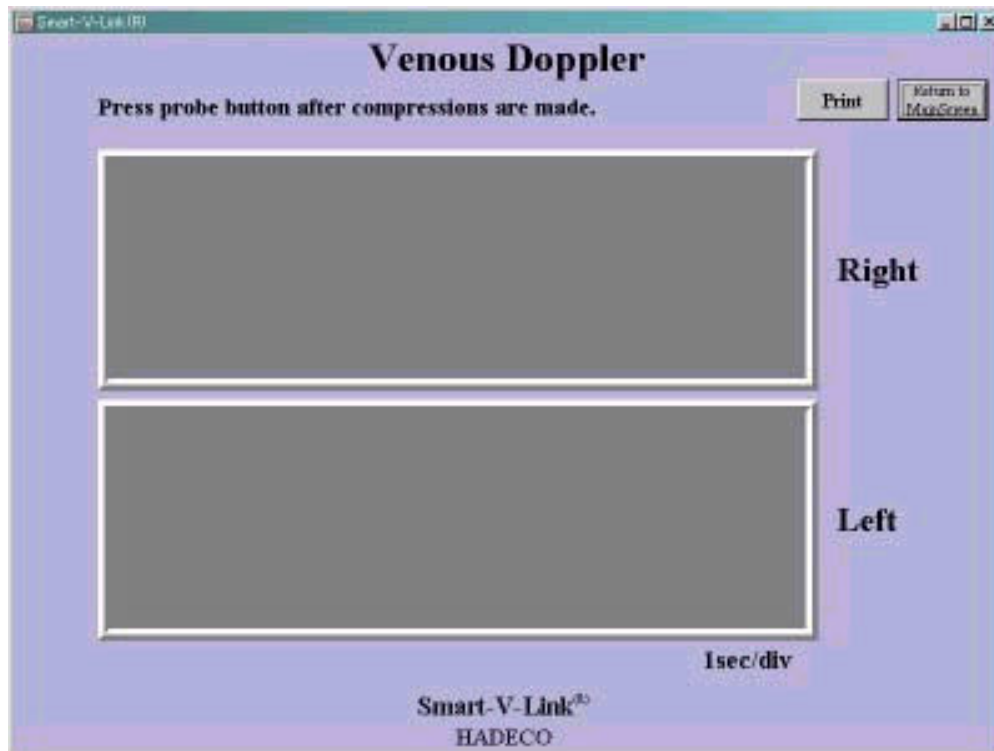 Smart-V-Link(R)
Venous Doppler
Press probe button after compressions are made.
Print
Return to
MainScreen
Right
Left
1sec/div
Smart-V-Link(R)
HADECO